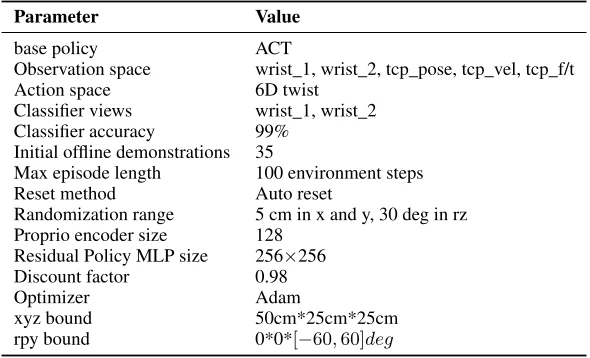 Parameter Value
base policy ACT
Observation space wrist_1, wrist_2, tcp_pose, tcp_vel, tcp_f/t
Action space 6D twist
Classifier views wrist_1, wrist_2
Classifier accuracy 99%
Initial offline demonstrations 35
Max episode length 100 environment steps
Reset method Auto reset
Randomization range 5 cm in x and y, 30 deg in rz
Proprio encoder size 128
Residual Policy MLP size 256×256
Discount factor 0.98
Optimizer Adam
xyz bound 50cm*25cm*25cm
rpy bound 0*0*[−60, 60]deg